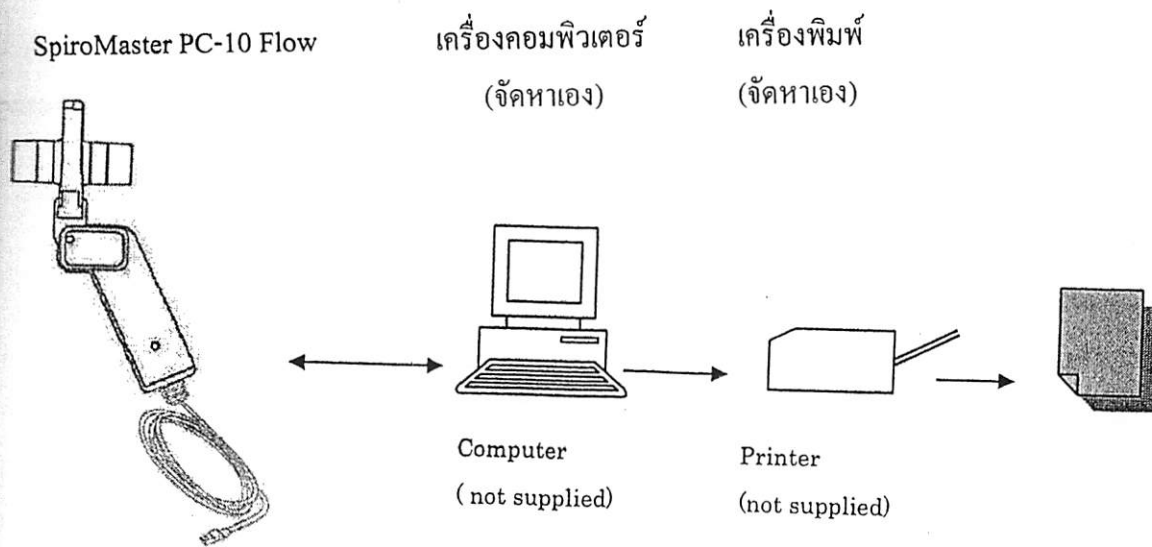 SpiroMaster PC-10 Flow
เครื่องคอมพิวเตอร์
(จัดหาเอง)
เครื่องพิมพ์
(จัดหาเอง)
Computer
( not supplied)
Printer
(not supplied)